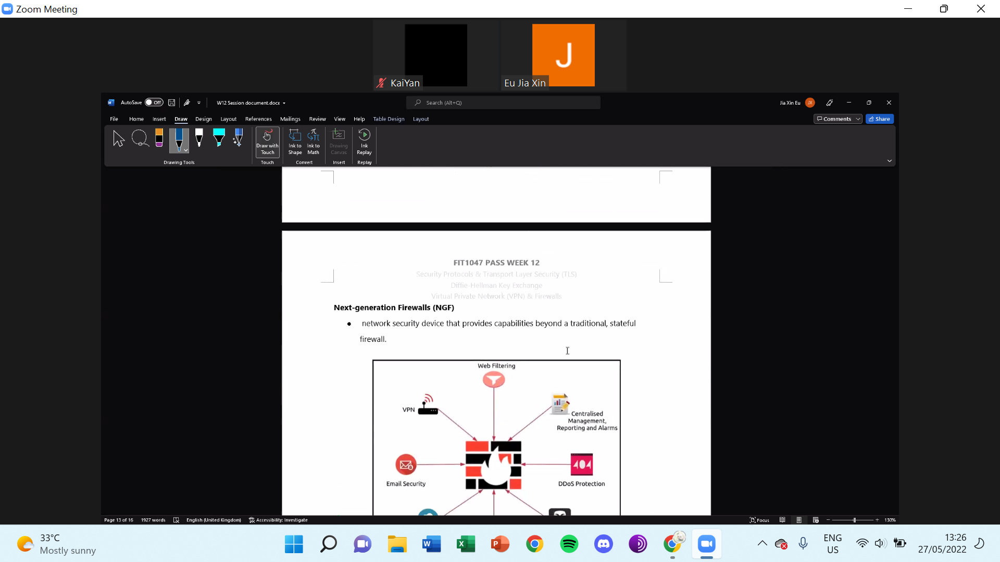 Zoom Meeting
J
KaiYan
Eu Jia Xin
AutoSave Off
W12 Session document.docx
Search (Alt+Q)
Jia Xin Eu
JX
File Home Insert Draw Design Layout References Mailings Review View Help Table Design Layout
Comments
Share
Draw with Touch
Ink to Shape
Ink to Math
Drawing Canvas
Ink Replay
Drawing Tools
Touch
Convert
Insert
Replay
FIT1047 PASS WEEK 12
Security Protocols & Transport Layer Security (TLS)
Diffie-Hellman Key Exchange
Virtual Private Network (VPN) & Firewalls
Next-generation Firewalls (NGF)
● network security device that provides capabilities beyond a traditional, stateful
firewall.
Web Filtering
VPN
Centralised
Management,
Reporting and Alarms
Email Security
404
DDoS Protection
Page 13 of 16 1927 words English (United Kingdom) Accessibility: Investigate
Focus
130%
33°C
Mostly sunny
ENG
US
13:26
27/05/2022